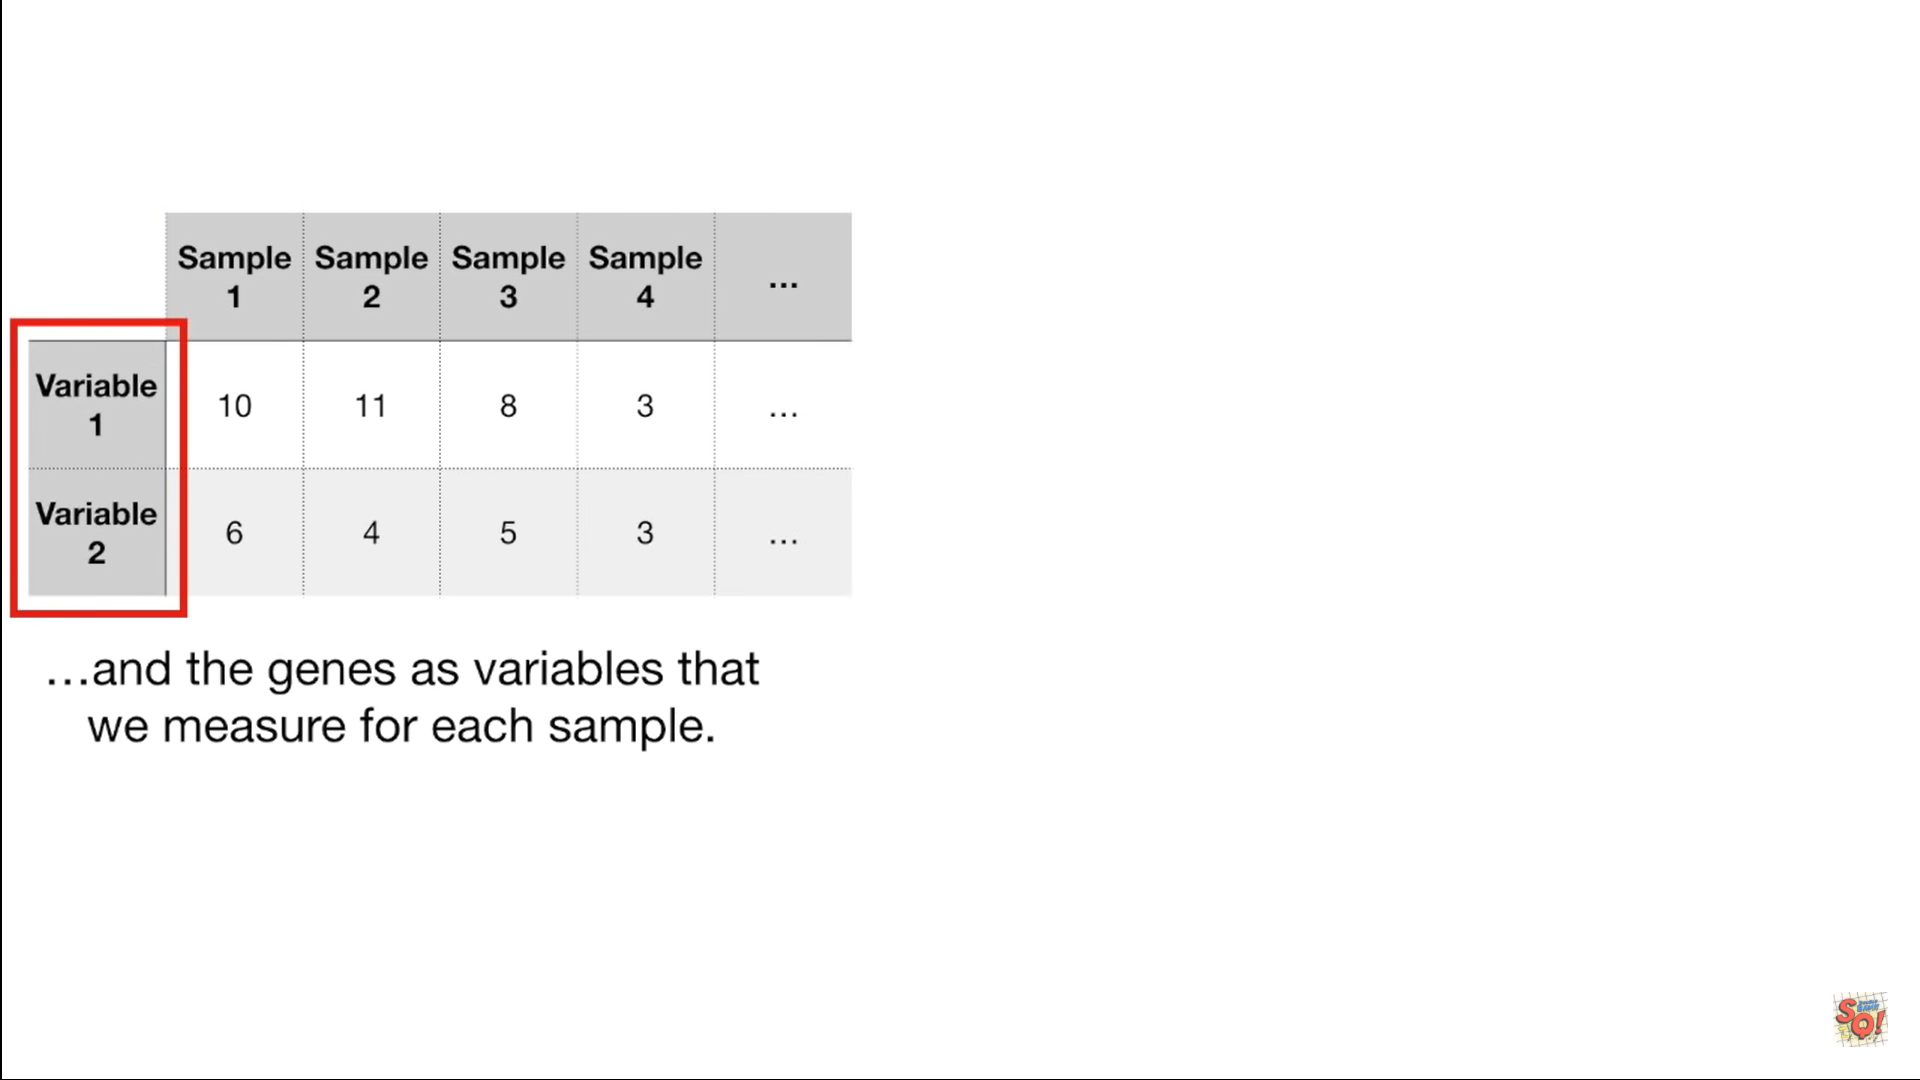 Sample 1 Sample 2 Sample 3 Sample 4 ...
Variable 1 10 11 8 3 ...
Variable 2 6 4 5 3 ...
...and the genes as variables that
we measure for each sample.
SQ!